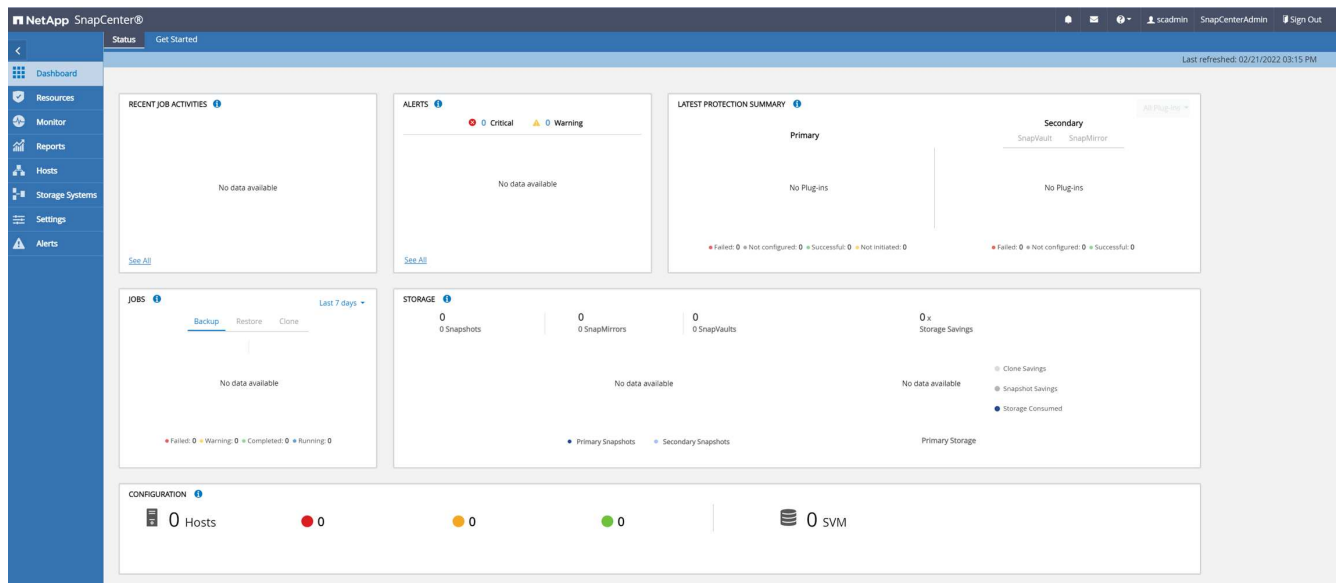 NetApp SnapCenter®
scadmin SnapCenterAdmin Sign Out
Status Get Started
Last refreshed: 02/21/2022 03:15 PM
Dashboard
Resources
Monitor
Reports
Hosts
Storage Systems
Settings
Alerts
RECENT JOB ACTIVITIES
No data available
See All
ALERTS
0 Critical 0 Warning
No data available
See All
LATEST PROTECTION SUMMARY
All Plug-ins
Primary
No Plug-ins
Failed: 0 Not configured: 0 Successful: 0 Not initiated: 0
Secondary
SnapVault SnapMirror
No Plug-ins
Failed: 0 Not configured: 0 Successful: 0
JOBS
Last 7 days
Backup Restore Clone
No data available
Failed: 0 Warning: 0 Completed: 0 Running: 0
STORAGE
0
0 Snapshots
0
0 SnapMirrors
0
0 SnapVaults
0 x
Storage Savings
No data available
Primary Snapshots Secondary Snapshots
No data available
Clone Savings
Snapshot Savings
Storage Consumed
Primary Storage
CONFIGURATION
0 Hosts 0 0 0 0 SVM